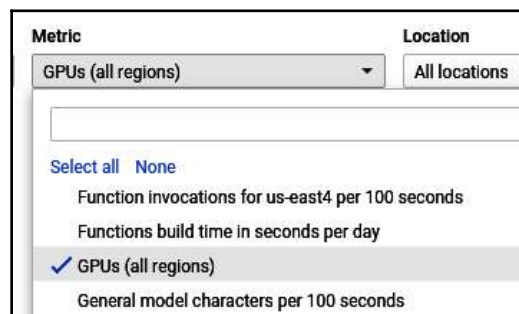 Metric Location
GPUs (all regions) All locations
Select all None
Function invocations for us-east4 per 100 seconds
Functions build time in seconds per day
GPUs (all regions)
General model characters per 100 seconds